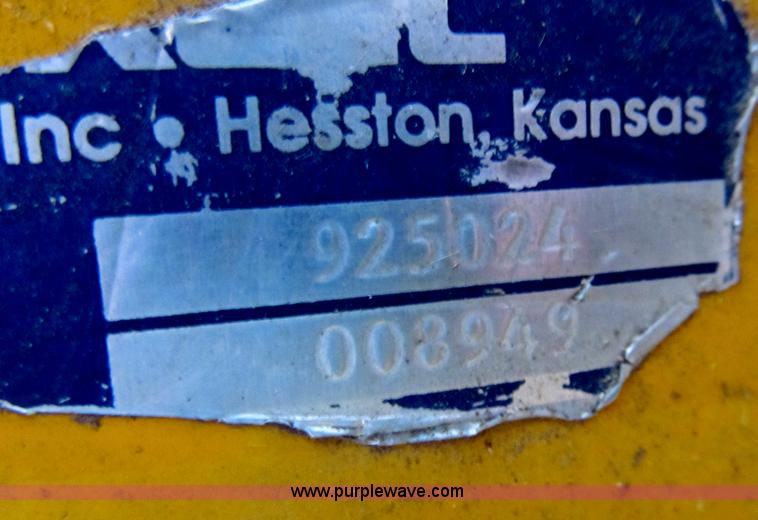 Inc • Hesston, Kansas
925024
008949
www.purplewave.com